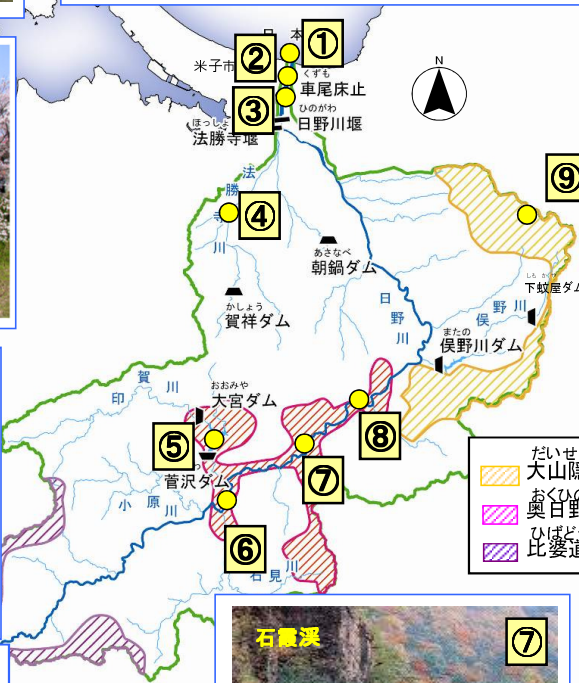 日本
①
②
米子市
くずも
車尾床止
③
ひのがわ
日野川堰
ほっしょ
法勝寺堰
N
法勝寺川
④
⑨
あさなべ
朝鍋ダム
かしょう
賀祥ダム
日野川
しも かや
下蚊屋ダム
俣野川
またの
俣野川ダム
印賀川
おおみや
大宮ダム
⑤
菅沢ダム
⑧
⑦
小原川
⑥
石見川
だいせ
大山隠
おくひの
奥日野
ひばど
比婆道
石霞渓
⑦